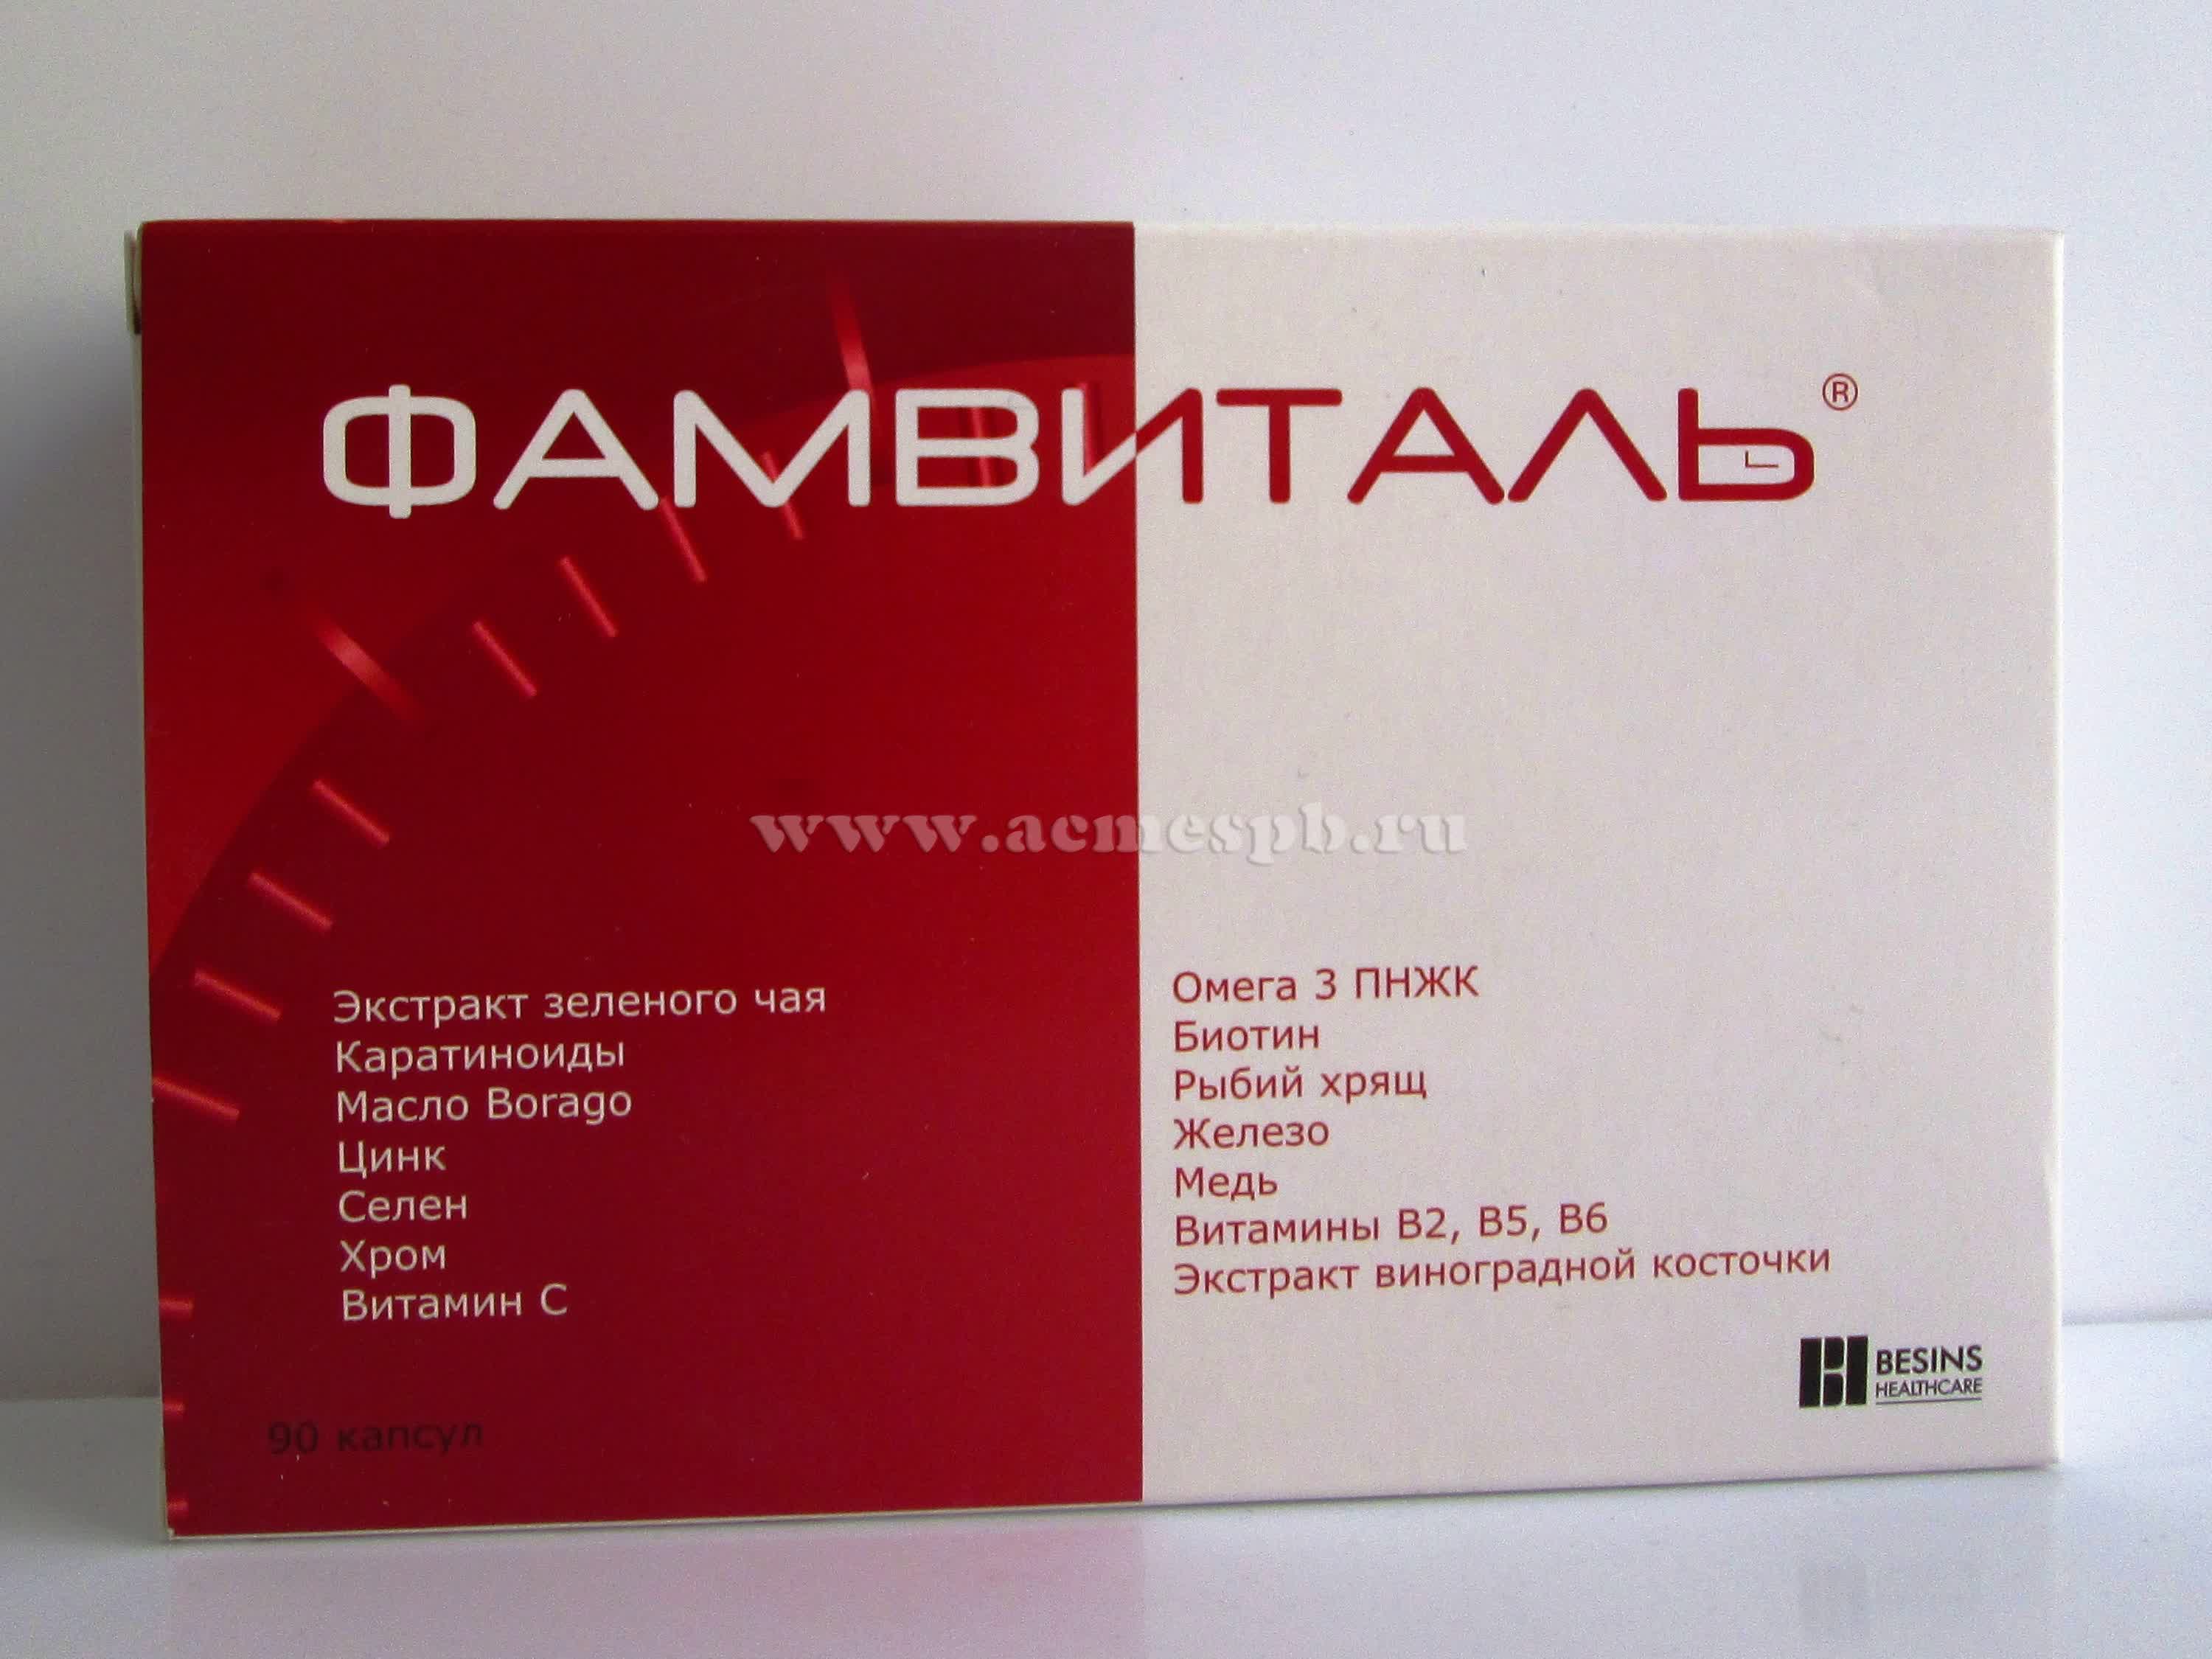 ФАМВИТАЛЬ®
www.acmespb.ru
Экстракт зеленого чая
Каратиноиды
Масло Borago
Цинк
Селен
Хром
Витамин С
90 капсул
Омега 3 ПНЖК
Биотин
Рыбий хрящ
Железо
Медь
Витамины В2, В5, В6
Экстракт виноградной косточки
BESINS
HEALTHCARE